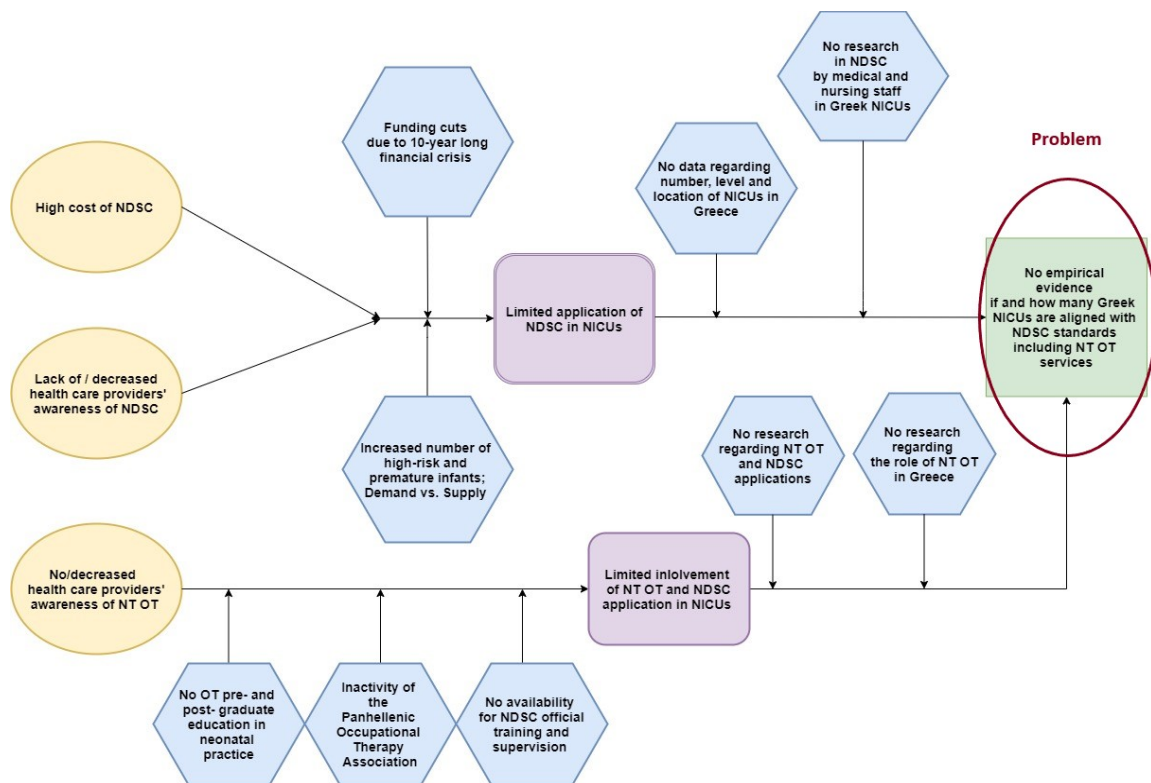 No research
in NDSC
by medical and
nursing staff
in Greek NICUs
Funding cuts
due to 10-year long
financial crisis
Problem
No data regarding
number, level and
location of NICUs in
Greece
High cost of NDSC
Limited application of
NDSC in NICUs
No empirical
evidence
if and how many Greek
NICUs are aligned with
NDSC standards
including NT OT
services
Lack of / decreased
health care providers'
awareness of NDSC
Increased number of
high-risk and
premature infants;
Demand vs. Supply
No research
regarding NT OT
and NDSC
applications
No research
regarding
the role of NT OT
in Greece
No/decreased
health care providers'
awareness of NT OT
Limited inlolvement
of NT OT and NDSC
application in NICUs
No OT pre- and
post- graduate
education in
neonatal
practice
Inactivity of
the
Panhellenic
Occupational
Therapy
Association
No availability
for NDSC official
training and
supervision